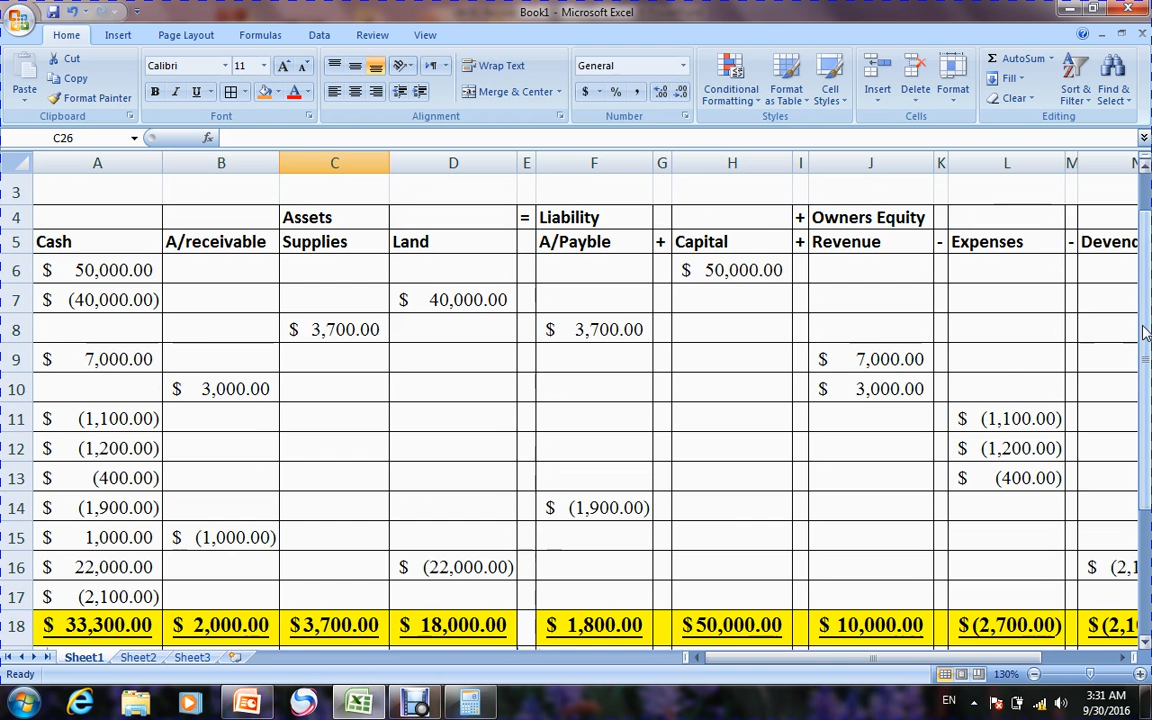 Book1 - Microsoft Excel
Home Insert Page Layout Formulas Data Review View
Paste Cut Copy Format Painter
Calibri 11 Wrap Text General
B I U Merge & Center $ % ,
Conditional Formatting Format as Table Cell Styles Insert Delete Format
Σ AutoSum Fill Clear Sort & Filter Find & Select
Clipboard Font Alignment Number Styles Cells Editing
C26 fx
A B C D E F G H I J K L M N
3
4 Assets = Liability + Owners Equity
5 Cash A/receivable Supplies Land A/Payble + Capital + Revenue - Expenses - Devend
6 $ 50,000.00 $ 50,000.00
7 $ (40,000.00) $ 40,000.00
8 $ 3,700.00 $ 3,700.00
9 $ 7,000.00 $ 7,000.00
10 $ 3,000.00 $ 3,000.00
11 $ (1,100.00) $ (1,100.00)
12 $ (1,200.00) $ (1,200.00)
13 $ (400.00) $ (400.00)
14 $ (1,900.00) $ (1,900.00)
15 $ 1,000.00 $ (1,000.00)
16 $ 22,000.00 $ (22,000.00) $ (2,1
17 $ (2,100.00)
18 $ 33,300.00 $ 2,000.00 $ 3,700.00 $ 18,000.00 $ 1,800.00 $ 50,000.00 $ 10,000.00 $ (2,700.00) $ (2,1
Sheet1 Sheet2 Sheet3
Ready 130%
EN 3:31 AM
9/30/2016